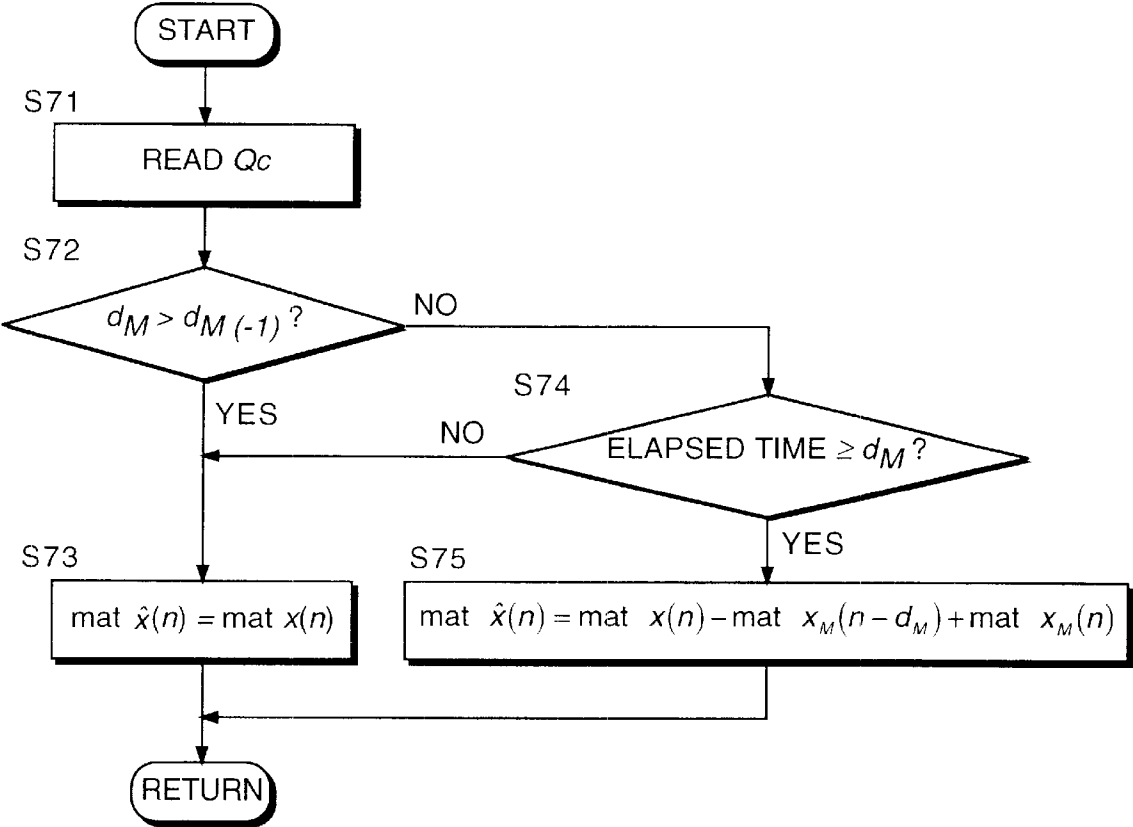 START
S71
READ Qc
S72
d_M > d_M (-1) ?
NO
YES
S74
ELAPSED TIME ≥ d_M ?
NO
YES
S73
mat x̂(n) = mat x(n)
S75
mat x̂(n) = mat x(n) − mat x_M(n − d_M) + mat x_M(n)
RETURN